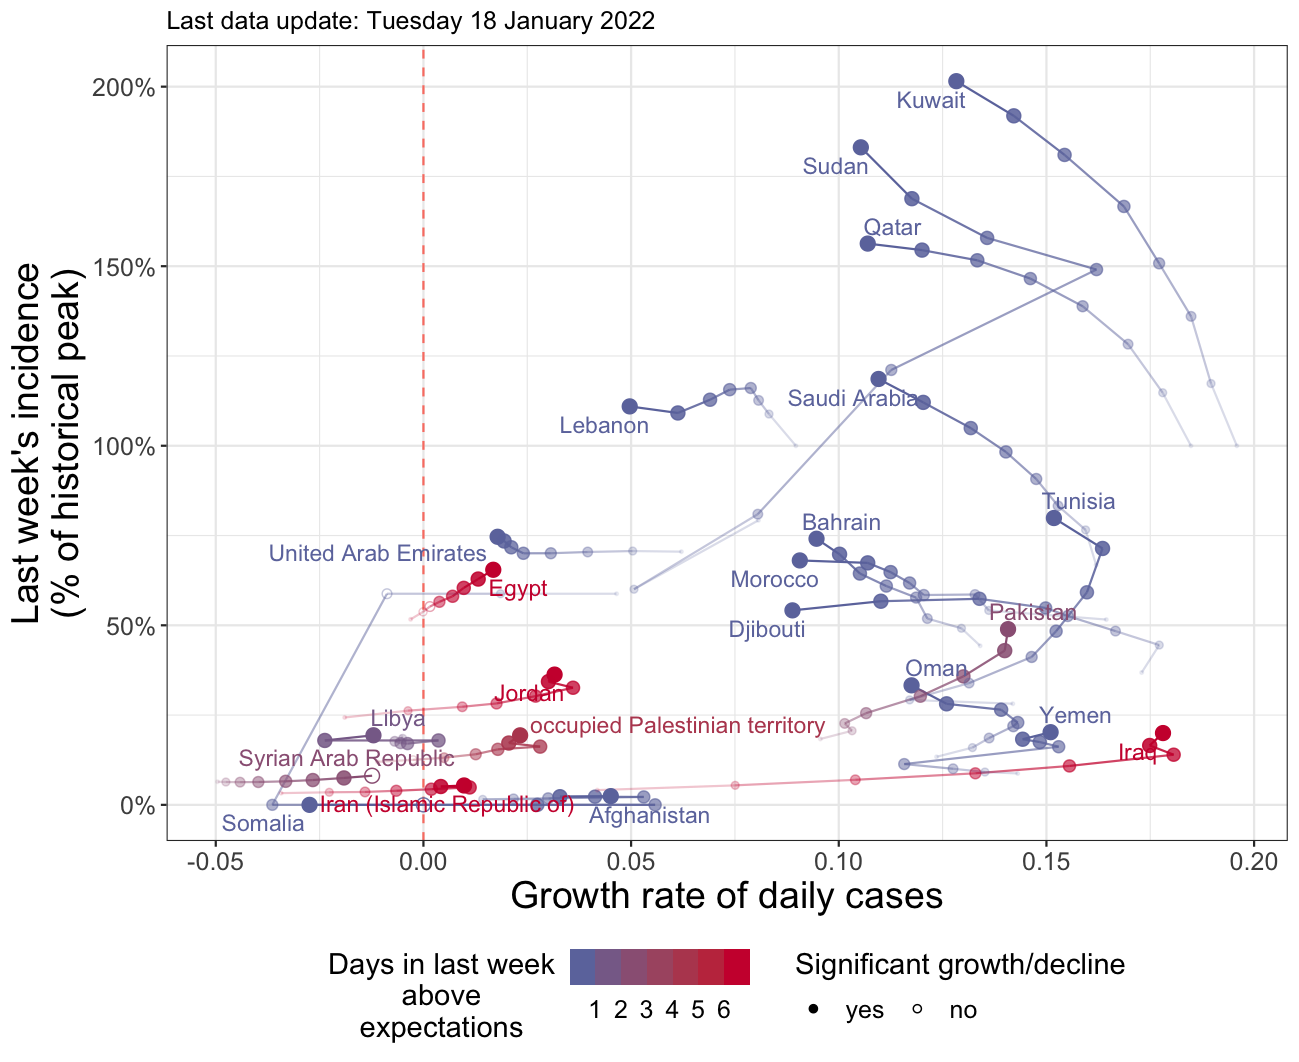 Last data update: Tuesday 18 January 2022
200%
150%
100%
50%
0%
Last week's incidence
(% of historical peak)
Kuwait
Sudan
Qatar
Saudi Arabia
Lebanon
Tunisia
Bahrain
United Arab Emirates
Egypt
Morocco
Pakistan
Djibouti
Oman
Jordan
Libya
occupied Palestinian territory
Yemen
Syrian Arab Republic
Iraq
Iran (Islamic Republic of)
Somalia
Afghanistan
-0.05
0.00
0.05
0.10
0.15
0.20
Growth rate of daily cases
Days in last week
above
expectations
1 2 3 4 5 6
Significant growth/decline
yes
no